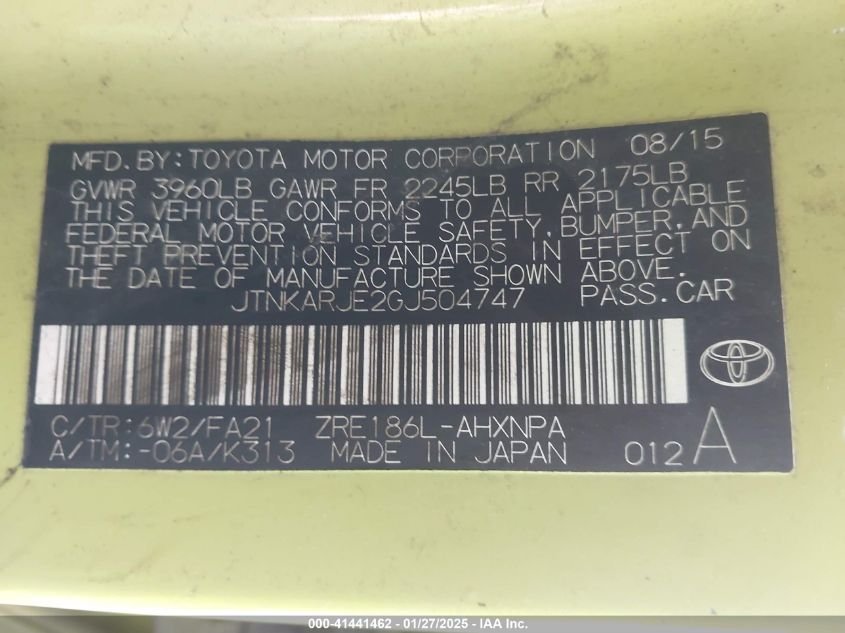 MFD. BY: TOYOTA MOTOR CORPORATION 08/15
GVWR 3960LB GAWR FR 2245LB RR 2175LB
THIS VEHICLE CONFORMS TO ALL APPLICABLE
FEDERAL MOTOR VEHICLE SAFETY, BUMPER, AND
THEFT PREVENTION STANDARDS IN EFFECT ON
THE DATE OF MANUFACTURE SHOWN ABOVE.
JTNKARJE2GJ504747 PASS. CAR
C/TR: 6W2/FA21 ZRE186L-AHXNPA
A/TM: -06A/K313 MADE IN JAPAN 012 A
000-41441462 - 01/27/2025 - IAA Inc.